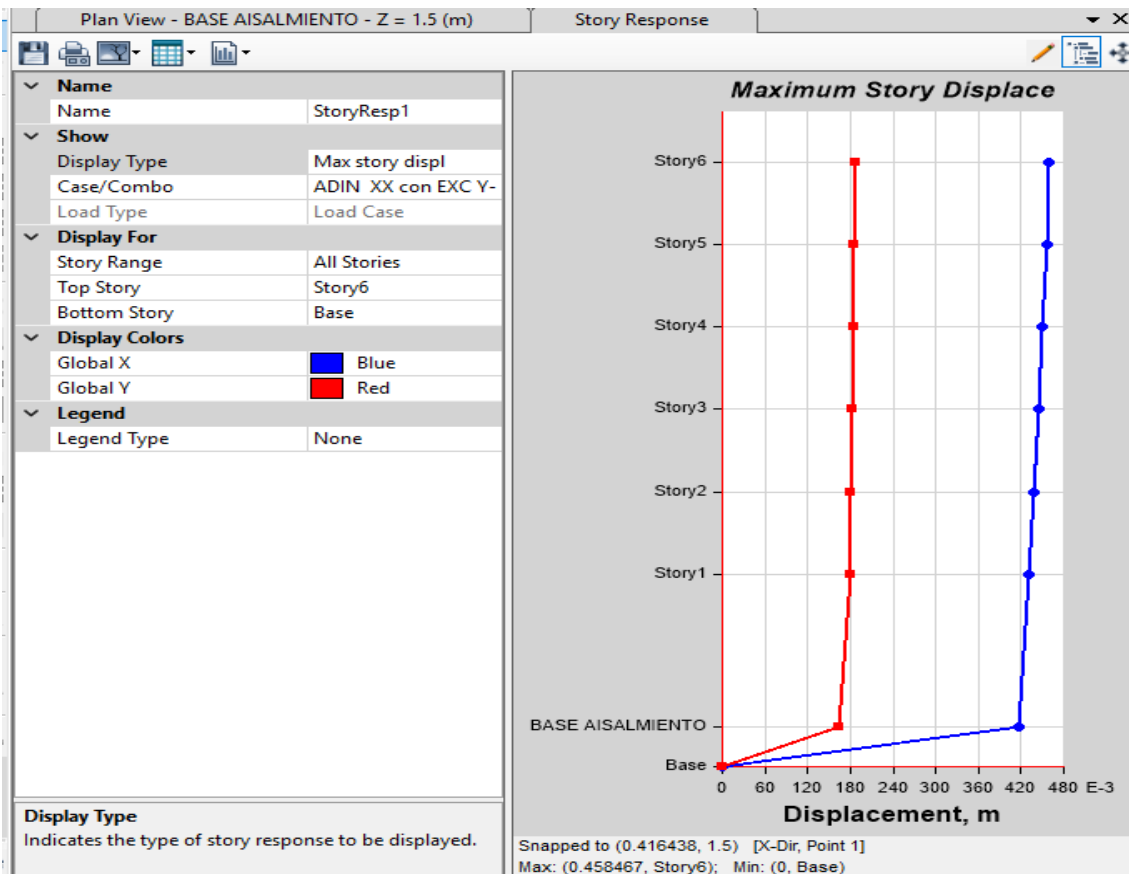 Plan View - BASE AISALMIENTO - Z = 1.5 (m)
Story Response
Name
Name StoryResp1
Show
Display Type Max story displ
Case/Combo ADIN XX con EXC Y-
Load Type Load Case
Display For
Story Range All Stories
Top Story Story6
Bottom Story Base
Display Colors
Global X Blue
Global Y Red
Legend
Legend Type None
Display Type
Indicates the type of story response to be displayed.
Maximum Story Displace
Story6
Story5
Story4
Story3
Story2
Story1
BASE AISALMIENTO
Base
0 60 120 180 240 300 360 420 480 E-3
Displacement, m
Snapped to (0.416438, 1.5) [X-Dir, Point 1]
Max: (0.458467, Story6); Min: (0, Base)